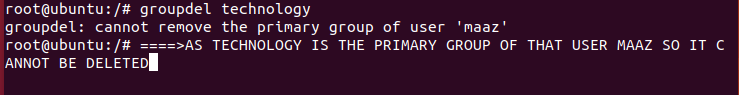 root@ubuntu:/# groupdel technology
groupdel: cannot remove the primary group of user 'maaz'
root@ubuntu:/# ====>AS TECHNOLOGY IS THE PRIMARY GROUP OF THAT USER MAAZ SO IT C
ANNOT BE DELETED